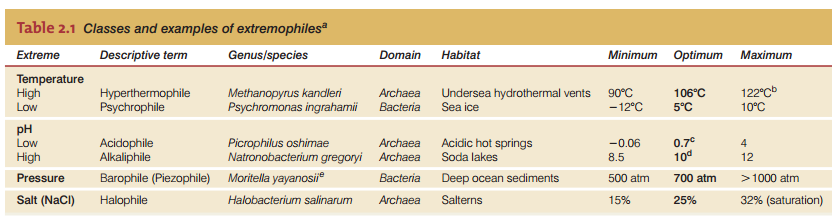 Table 2.1 Classes and examples of extremophilesa
Extreme Descriptive term Genus/species Domain Habitat Minimum Optimum Maximum
Temperature
High Hyperthermophile Methanopyrus kandleri Archaea Undersea hydrothermal vents 90°C 106°C 122°Cb
Low Psychrophile Psychromonas ingrahamii Bacteria Sea ice −12°C 5°C 10°C
pH
Low Acidophile Picrophilus oshimae Archaea Acidic hot springs −0.06 0.7c 4
High Alkaliphile Natronobacterium gregoryi Archaea Soda lakes 8.5 10d 12
Pressure Barophile (Piezophile) Moritella yayanosiie Bacteria Deep ocean sediments 500 atm 700 atm >1000 atm
Salt (NaCl) Halophile Halobacterium salinarum Archaea Salterns 15% 25% 32% (saturation)